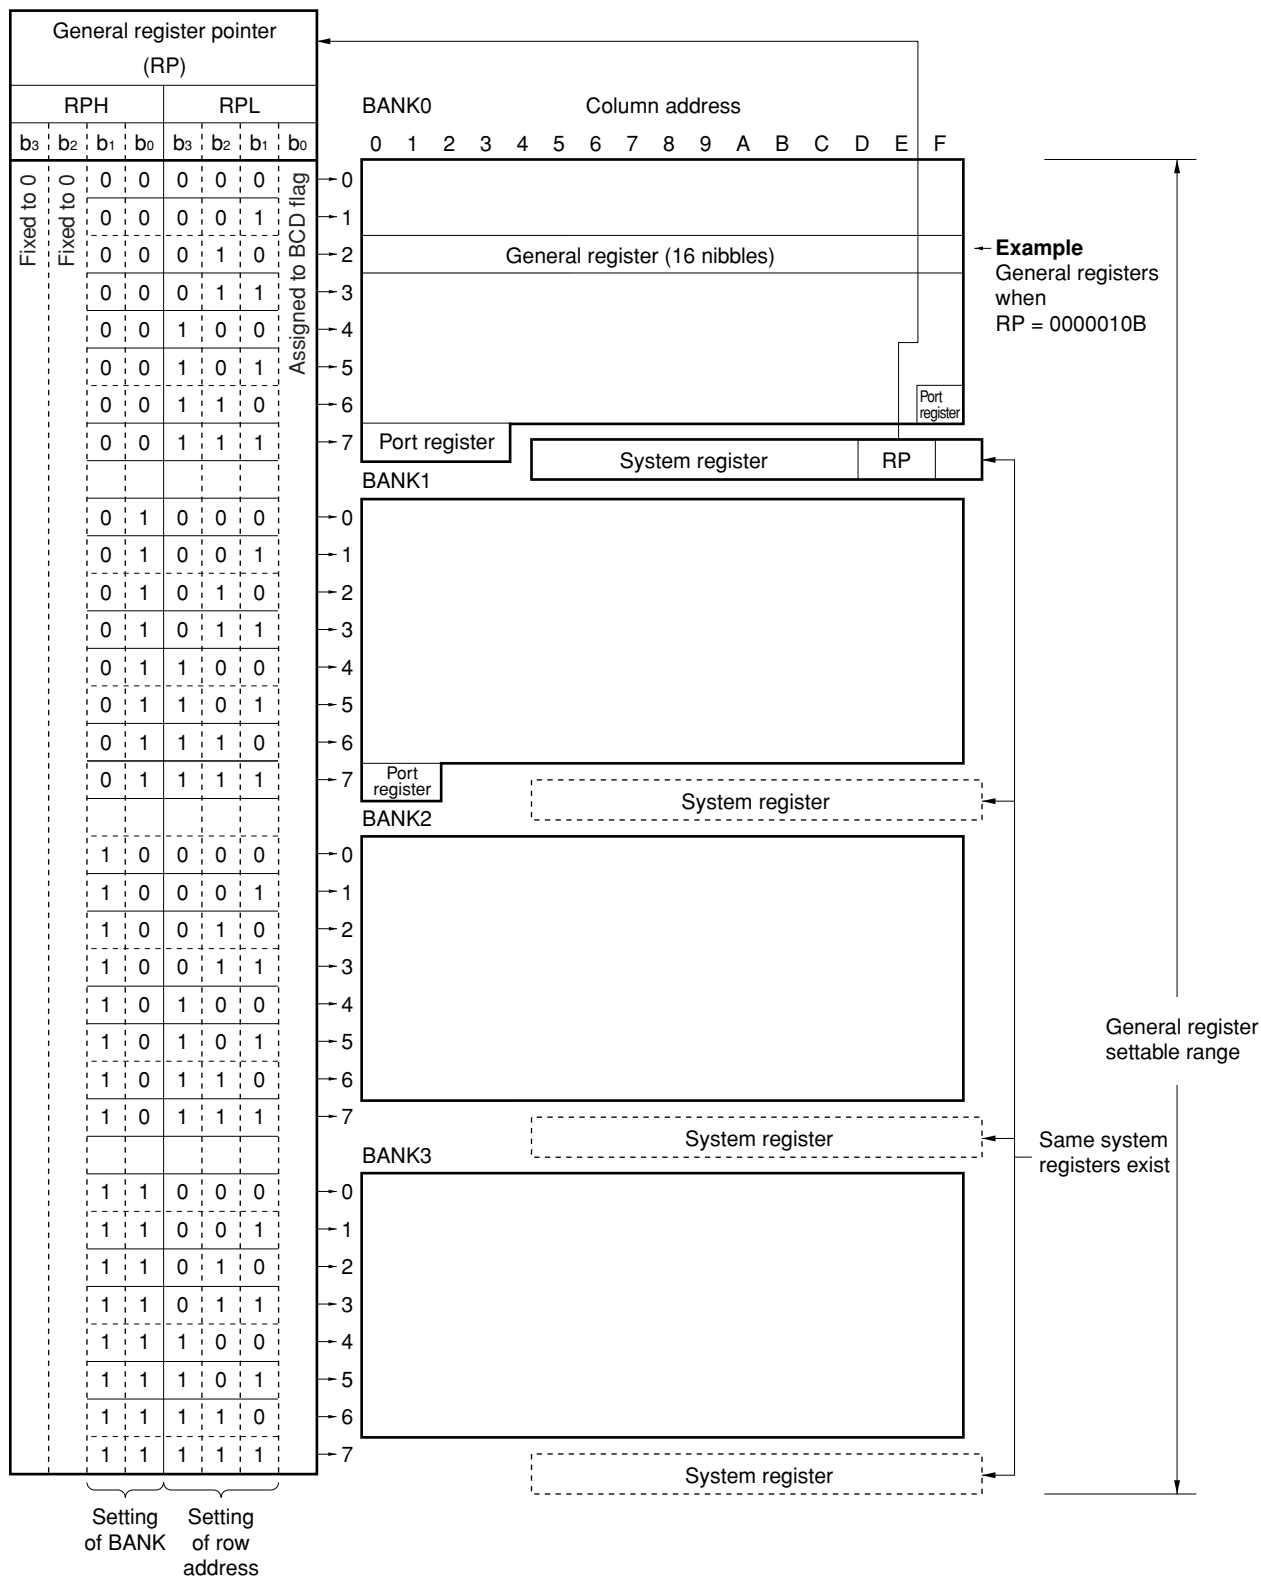 General register pointer
(RP)
RPH RPL
b3 b2 b1 b0 b3 b2 b1 b0
Fixed to 0
Fixed to 0
Assigned to BCD flag
BANK0 Column address
0 1 2 3 4 5 6 7 8 9 A B C D E F
0 0 0 0 0 0
0 0 0 0 1 1
0 0 0 1 0 2 General register (16 nibbles)
0 0 0 1 1 3
0 0 1 0 0 4
0 0 1 0 1 5
0 0 1 1 0 6
0 0 1 1 1 7
Example
General registers
when
RP = 0000010B
Port
register
Port register
System register RP
BANK1
0 1 0 0 0 0
0 1 0 0 1 1
0 1 0 1 0 2
0 1 0 1 1 3
0 1 1 0 0 4
0 1 1 0 1 5
0 1 1 1 0 6
0 1 1 1 1 7
Port
register
System register
BANK2
1 0 0 0 0 0
1 0 0 0 1 1
1 0 0 1 0 2
1 0 0 1 1 3
1 0 1 0 0 4
1 0 1 0 1 5
1 0 1 1 0 6
1 0 1 1 1 7
System register
General register
settable range
Same system
registers exist
BANK3
1 1 0 0 0 0
1 1 0 0 1 1
1 1 0 1 0 2
1 1 0 1 1 3
1 1 1 0 0 4
1 1 1 0 1 5
1 1 1 1 0 6
1 1 1 1 1 7
System register
Setting
of BANK
Setting
of row
address